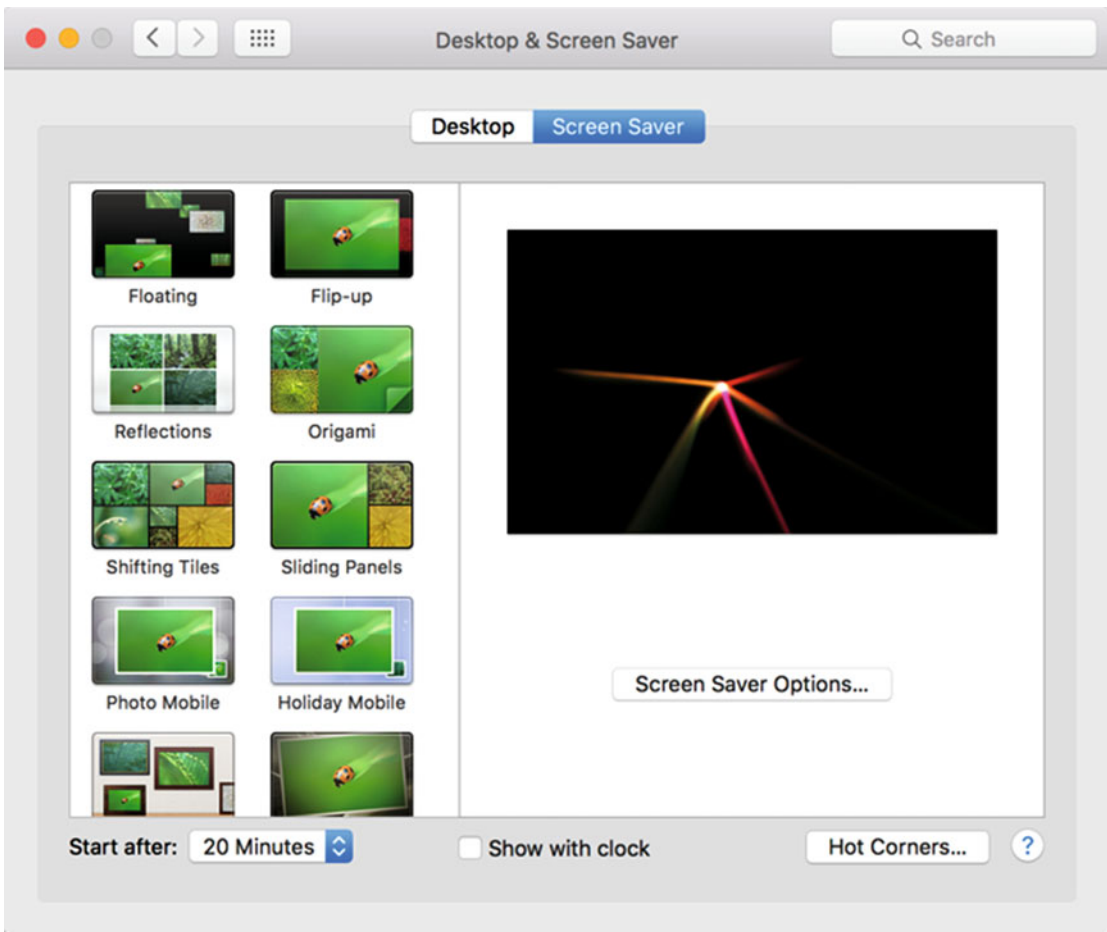 Desktop & Screen Saver
Search
Desktop Screen Saver
Floating Flip-up
Reflections Origami
Shifting Tiles Sliding Panels
Photo Mobile Holiday Mobile
Screen Saver Options...
Start after: 20 Minutes Show with clock Hot Corners... ?